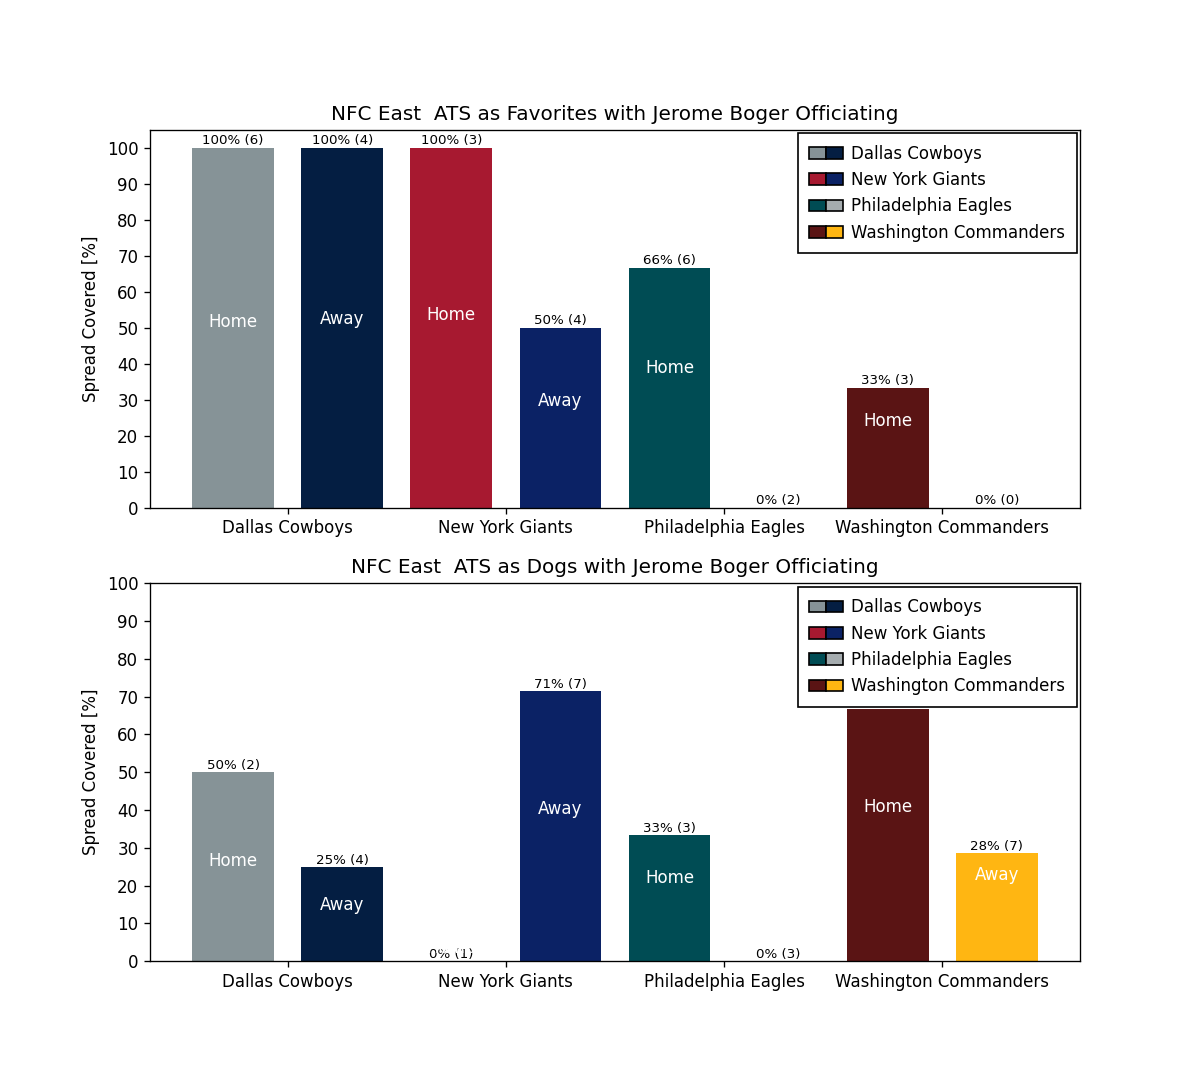 NFC East  ATS as Favorites with Jerome Boger Officiating
100% (6)
100% (4)
100% (3)
50% (4)
66% (6)
0% (2)
33% (3)
0% (0)
Dallas Cowboys
New York Giants
Philadelphia Eagles
Washington Commanders
Home
Away
Home
Away
Home
Home
Spread Covered [%]
100
90
80
70
60
50
40
30
20
10
0
Dallas Cowboys
New York Giants
Philadelphia Eagles
Washington Commanders
NFC East  ATS as Dogs with Jerome Boger Officiating
Dallas Cowboys
New York Giants
Philadelphia Eagles
Washington Commanders
50% (2)
25% (4)
0% (1)
71% (7)
33% (3)
0% (3)
28% (7)
Home
Away
Away
Home
Home
Away
Spread Covered [%]
100
90
80
70
60
50
40
30
20
10
0
Dallas Cowboys
New York Giants
Philadelphia Eagles
Washington Commanders